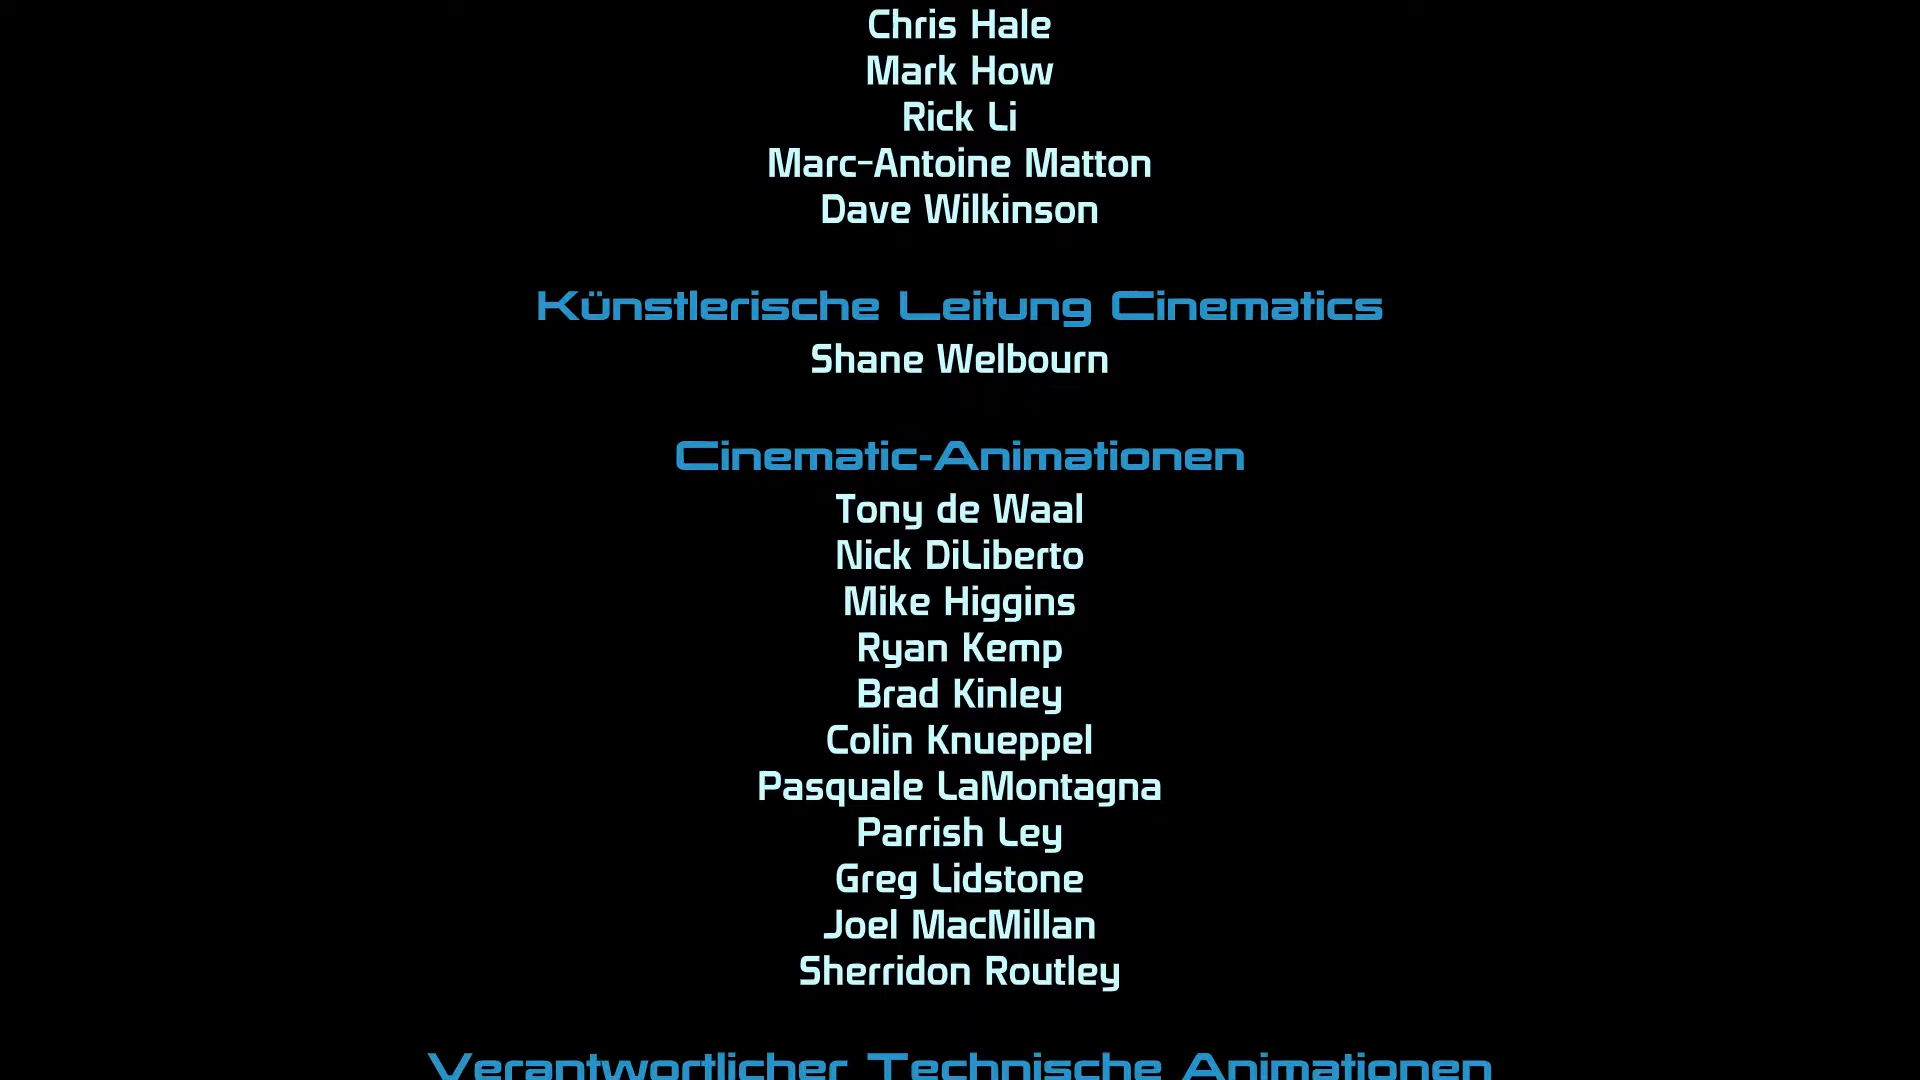 Chris Hale
Mark How
Rick Li
Marc-Antoine Matton
Dave Wilkinson
Künstlerische Leitung Cinematics
Shane Welbourn
Cinematic-Animationen
Tony de Waal
Nick DiLiberto
Mike Higgins
Ryan Kemp
Brad Kinley
Colin Knueppel
Pasquale LaMontagna
Parrish Ley
Greg Lidstone
Joel MacMillan
Sherridon Routley
Verantwortlicher Technische Animationen